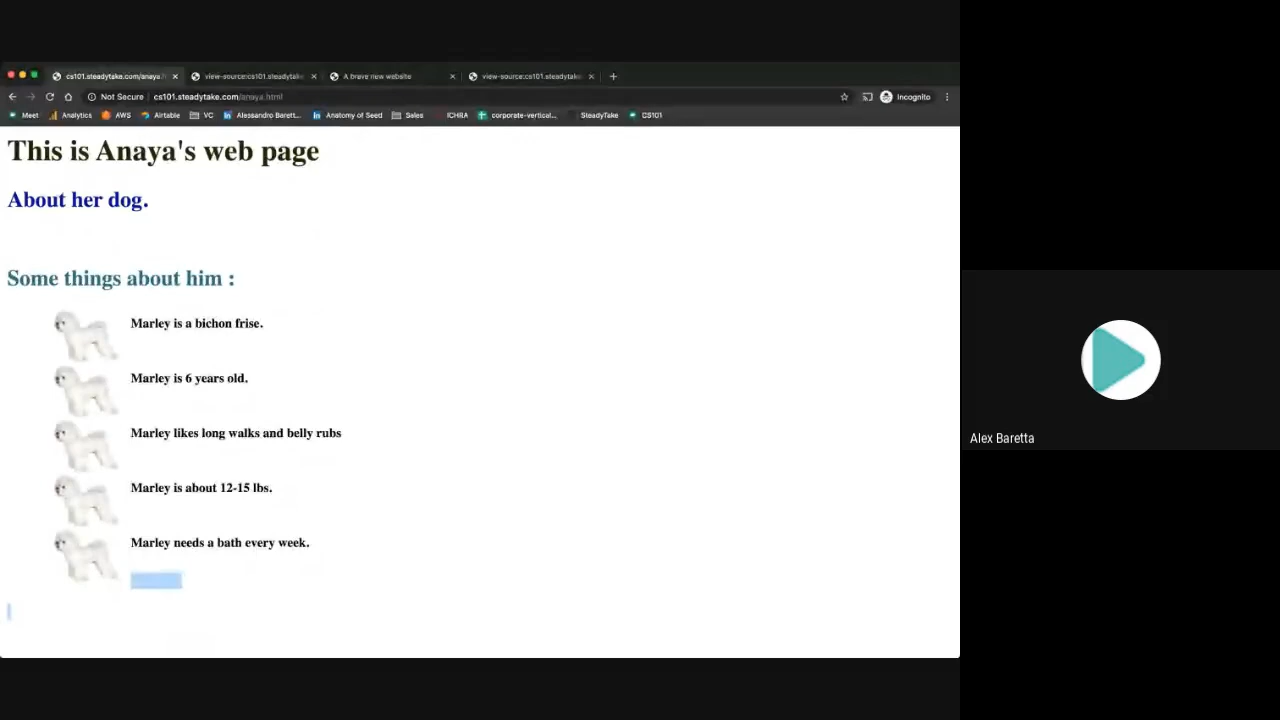 cs101.steadytake.com/anaya.h
view-source:cs101.steadytak
A brave new website
view-source:cs101.steadytake
Not Secure
cs101.steadytake.com/anaya.html
Incognito
Meet
Analytics
AWS
Airtable
VC
Alessandro Barett...
Anatomy of Seed
Sales
ICHRA
corporate-vertical...
SteadyTake
CS101
This is Anaya's web page
About her dog.
Some things about him :
Marley is a bichon frise.
Marley is 6 years old.
Marley likes long walks and belly rubs
Marley is about 12-15 lbs.
Marley needs a bath every week.
Alex Baretta